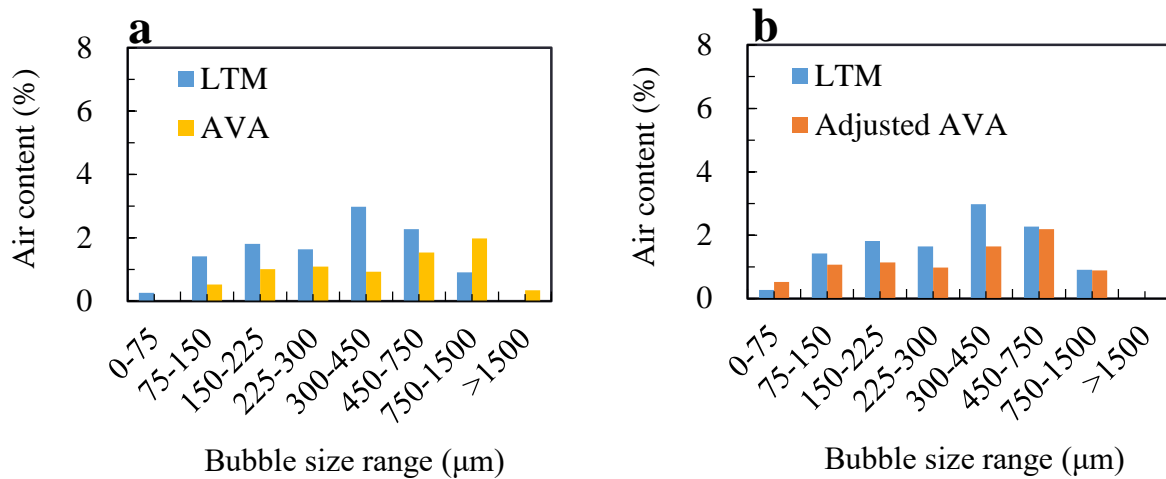 a
8
6
4
2
0
Air content (%)
LTM
AVA
0-75
75-150
150-225
225-300
300-450
450-750
750-1500
>1500
Bubble size range (μm)
b
8
6
4
2
0
Air content (%)
LTM
Adjusted AVA
0-75
75-150
150-225
225-300
300-450
450-750
750-1500
>1500
Bubble size range (μm)